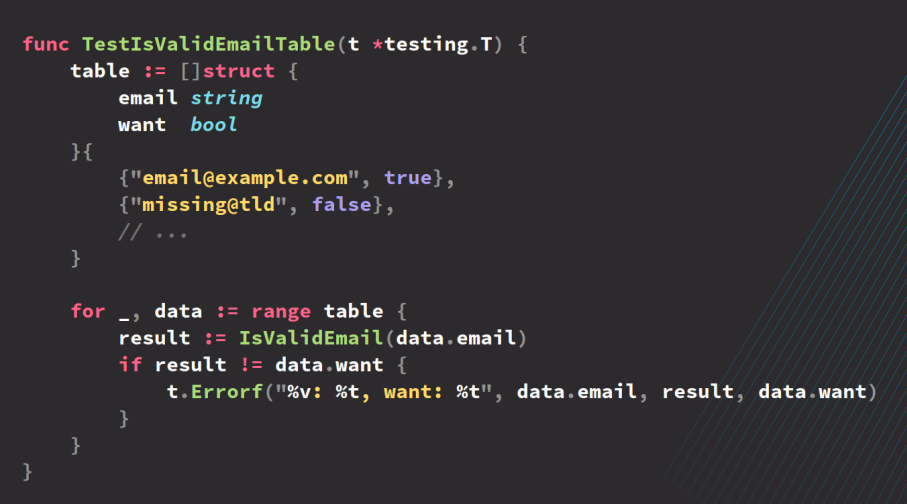 func TestIsValidEmailTable(t *testing.T) {
    table := []struct {
        email string
        want  bool
    }{
        {"email@example.com", true},
        {"missing@tld", false},
        // ...
    }

    for _, data := range table {
        result := IsValidEmail(data.email)
        if result != data.want {
            t.Errorf("%v: %t, want: %t", data.email, result, data.want)
        }
    }
}